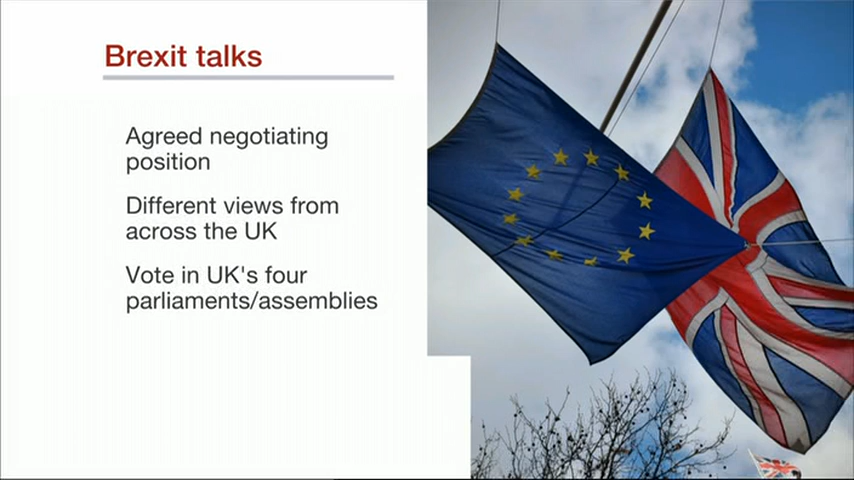 Brexit talks
Agreed negotiating
position
Different views from
across the UK
Vote in UK's four
parliaments/assemblies